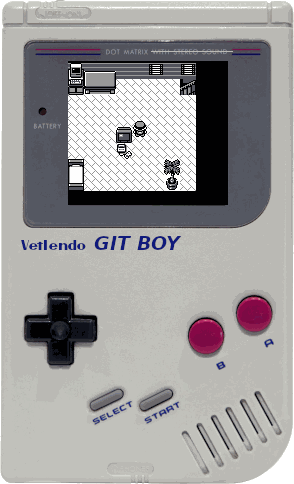 DOT MATRIX WITH STEREO SOUND
BATTERY
Vetlendo GIT BOY
A
B
SELECT
START